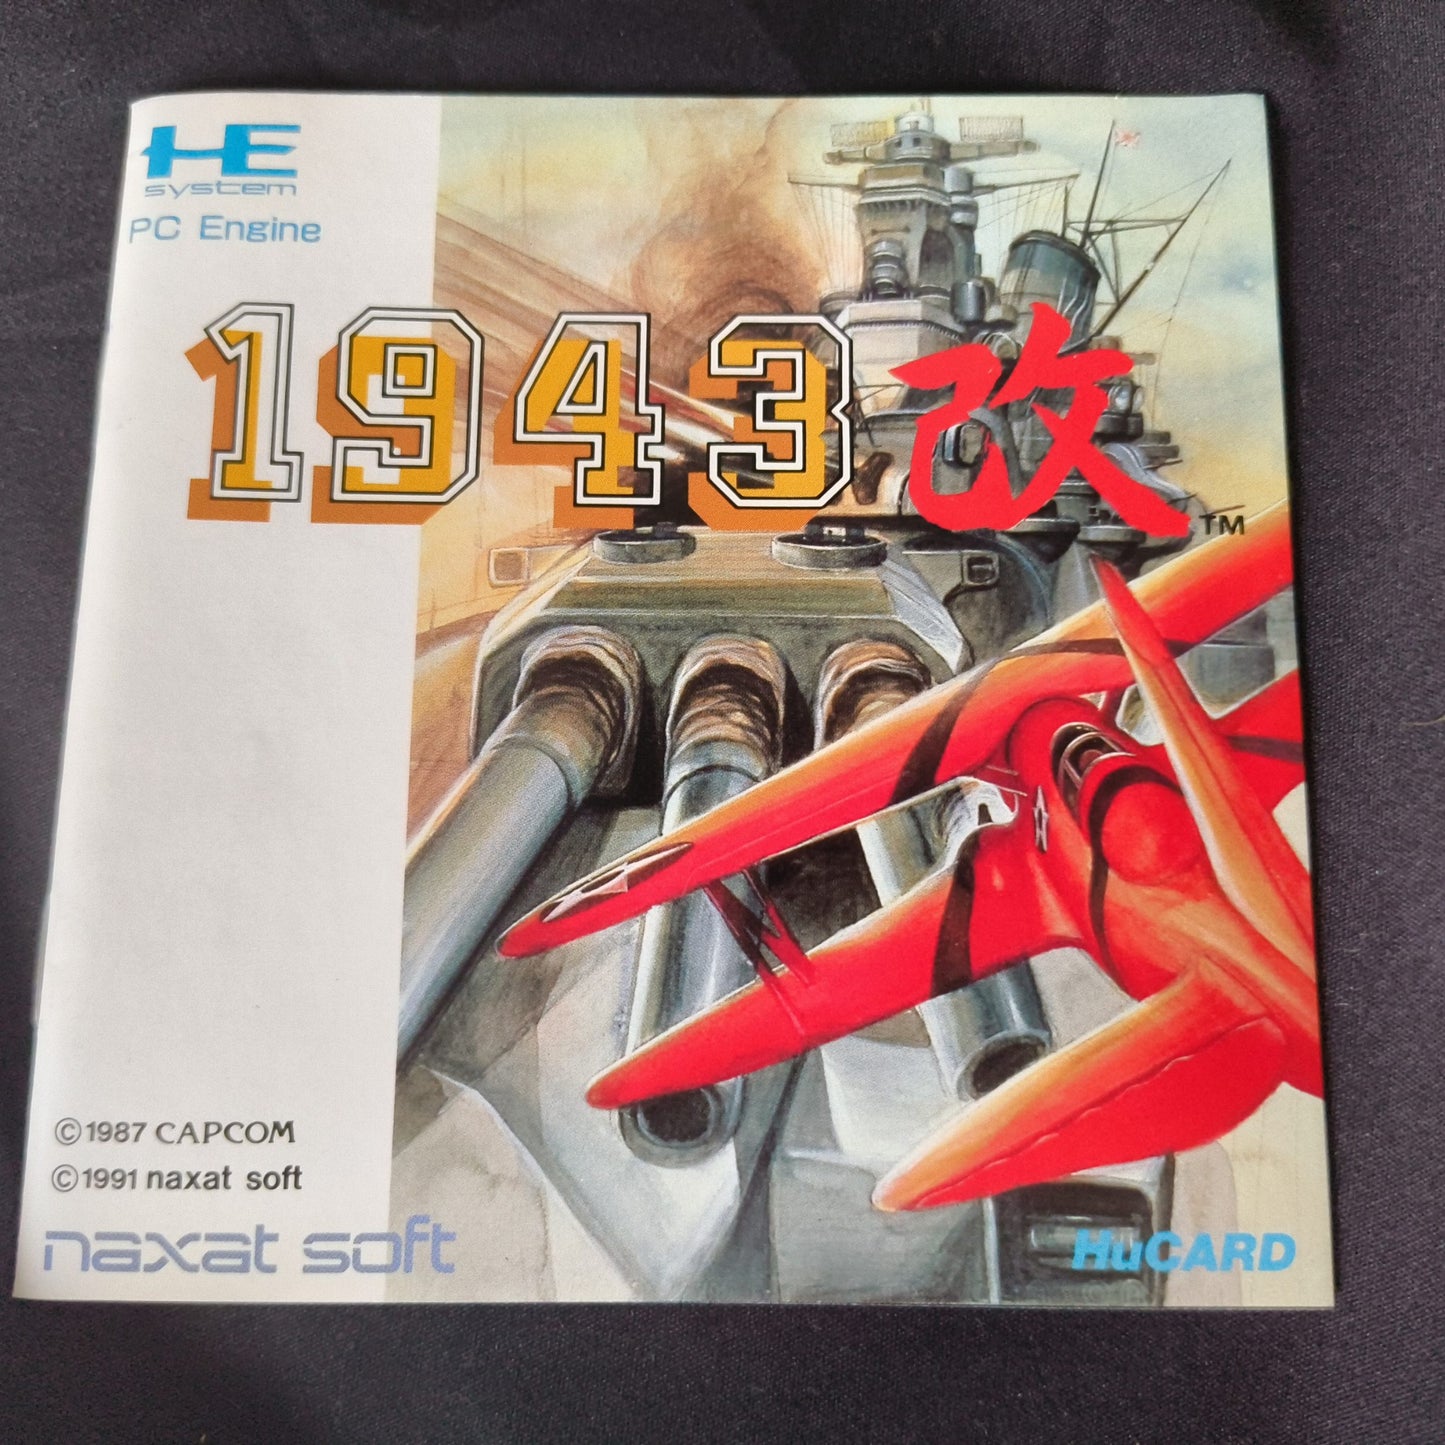 HE
system
PC Engine
1943改
TM
©1987 CAPCOM
©1991 naxat soft
naxat soft
HuCARD